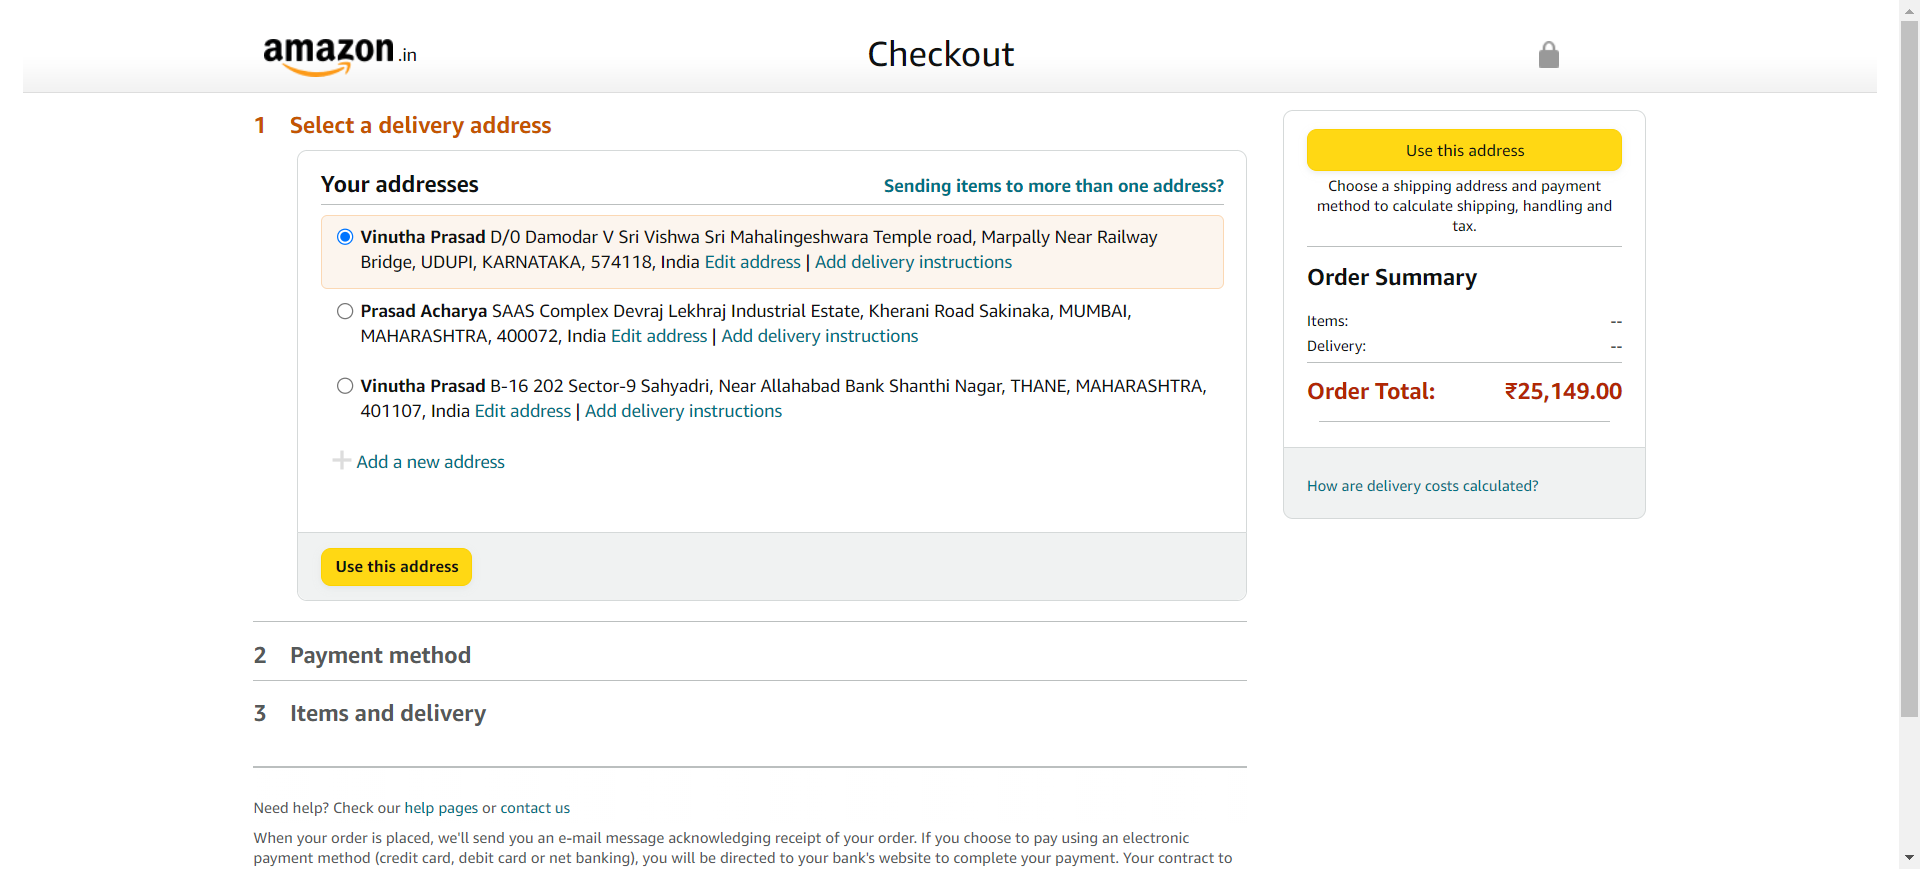 amazon.in
Checkout
1 Select a delivery address
Your addresses
Sending items to more than one address?
Vinutha Prasad D/0 Damodar V Sri Vishwa Sri Mahalingeshwara Temple road, Marpally Near Railway
Bridge, UDUPI, KARNATAKA, 574118, India Edit address | Add delivery instructions
Prasad Acharya SAAS Complex Devraj Lekhraj Industrial Estate, Kherani Road Sakinaka, MUMBAI,
MAHARASHTRA, 400072, India Edit address | Add delivery instructions
Vinutha Prasad B-16 202 Sector-9 Sahyadri, Near Allahabad Bank Shanthi Nagar, THANE, MAHARASHTRA,
401107, India Edit address | Add delivery instructions
Add a new address
Use this address
2 Payment method
3 Items and delivery
Need help? Check our help pages or contact us
When your order is placed, we'll send you an e-mail message acknowledging receipt of your order. If you choose to pay using an electronic
payment method (credit card, debit card or net banking), you will be directed to your bank's website to complete your payment. Your contract to
Use this address
Choose a shipping address and payment
method to calculate shipping, handling and
tax.
Order Summary
Items: --
Delivery: --
Order Total: ₹25,149.00
How are delivery costs calculated?